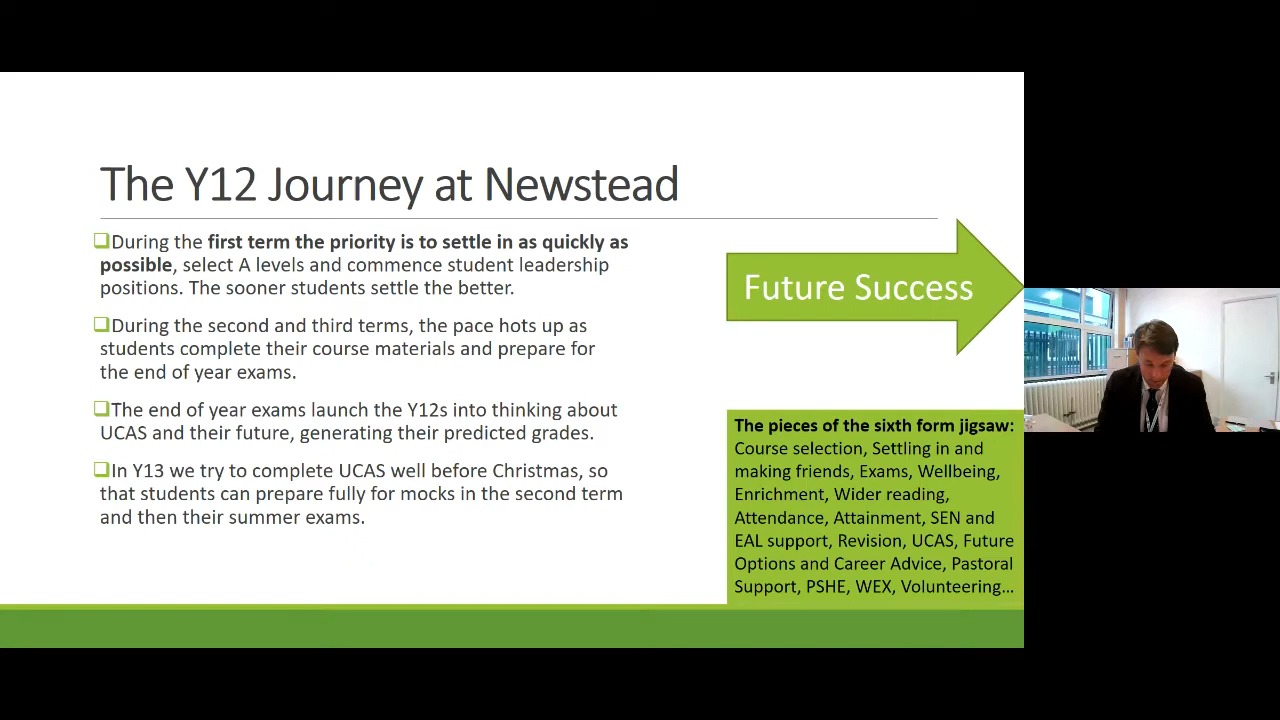 The Y12 Journey at Newstead
During the first term the priority is to settle in as quickly as
possible, select A levels and commence student leadership
positions. The sooner students settle the better.
During the second and third terms, the pace hots up as
students complete their course materials and prepare for
the end of year exams.
The end of year exams launch the Y12s into thinking about
UCAS and their future, generating their predicted grades.
In Y13 we try to complete UCAS well before Christmas, so
that students can prepare fully for mocks in the second term
and then their summer exams.
Future Success
The pieces of the sixth form jigsaw:
Course selection, Settling in and
making friends, Exams, Wellbeing,
Enrichment, Wider reading,
Attendance, Attainment, SEN and
EAL support, Revision, UCAS, Future
Options and Career Advice, Pastoral
Support, PSHE, WEX, Volunteering…